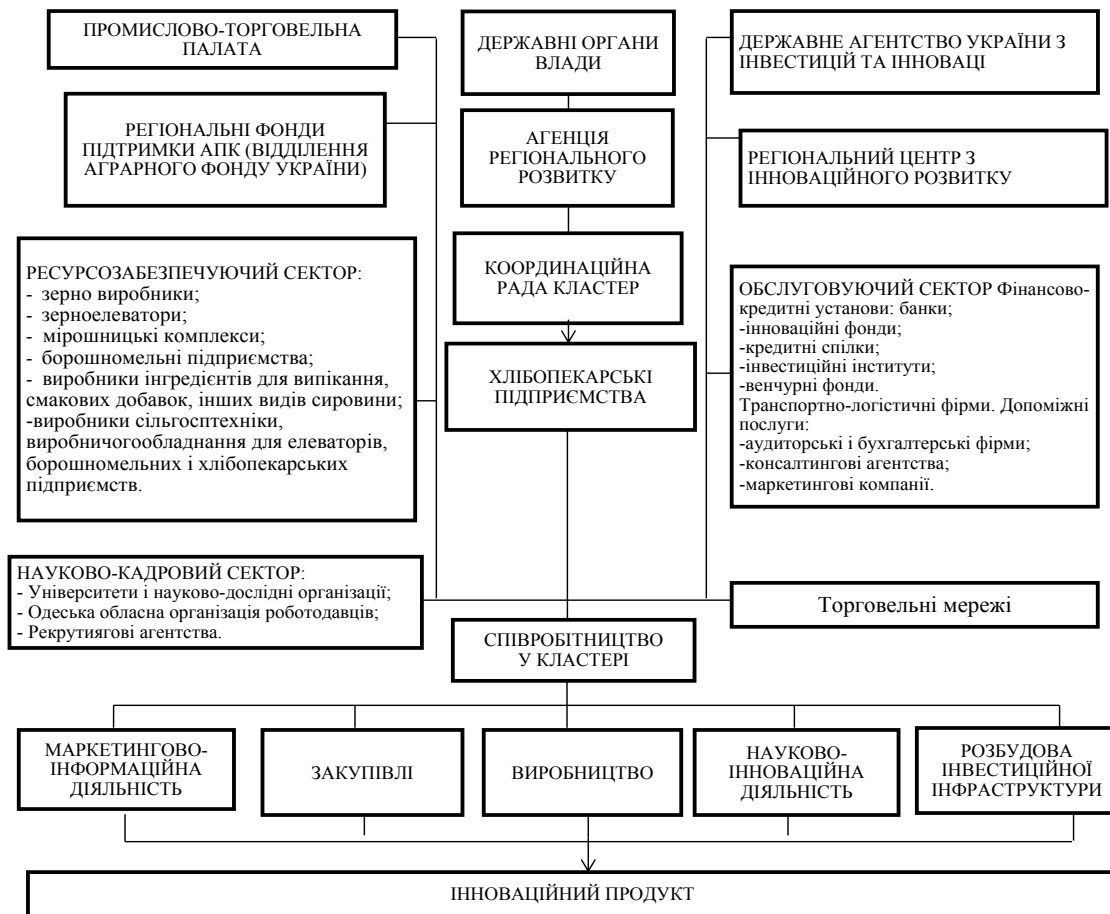 ПРОМИСЛОВО-ТОРГОВЕЛЬНА
ПАЛАТА
ДЕРЖАВНІ ОРГАНИ
ВЛАДИ
ДЕРЖАВНЕ АГЕНТСТВО УКРАЇНИ З
ІНВЕСТИЦІЙ ТА ІННОВАЦІ
РЕГІОНАЛЬНІ ФОНДИ
ПІДТРИМКИ АПК (ВІДДІЛЕННЯ
АГРАРНОГО ФОНДУ УКРАЇНИ)
АГЕНЦІЯ
РЕГІОНАЛЬНОГО
РОЗВИТКУ
РЕГІОНАЛЬНИЙ ЦЕНТР З
ІННОВАЦІЙНОГО РОЗВИТКУ
КООРДИНАЦІЙНА
РАДА КЛАСТЕР
РЕСУРСОЗАБЕЗПЕЧУЮЧИЙ СЕКТОР:
- зерно виробники;
- зерноелеватори;
- мірошницькі комплекси;
- борошномельні підприємства;
- виробники інгредієнтів для випікання,
смакових добавок, інших видів сировини;
-виробники сільгосптехніки,
виробничогообладнання для елеваторів,
борошномельних і хлібопекарських
підприємств.
ХЛІБОПЕКАРСЬКІ
ПІДПРИЄМСТВА
ОБСЛУГОВУЮЧИЙ СЕКТОР Фінансово-
кредитні установи: банки;
-інноваційні фонди;
-кредитні спілки;
-інвестиційні інститути;
-венчурні фонди.
Транспортно-логістичні фірми. Допоміжні
послуги:
-аудиторські і бухгалтерські фірми;
-консалтингові агентства;
-маркетингові компанії.
НАУКОВО-КАДРОВИЙ СЕКТОР:
- Університети і науково-дослідні організації;
- Одеська обласна організація роботодавців;
- Рекрутиягові агентства.
Торговельні мережі
СПІВРОБІТНИЦТВО
У КЛАСТЕРІ
МАРКЕТИНГОВО-
ІНФОРМАЦІЙНА
ДІЯЛЬНІСТЬ
ЗАКУПІВЛІ
ВИРОБНИЦТВО
НАУКОВО-
ІННОВАЦІЙНА
ДІЯЛЬНІСТЬ
РОЗБУДОВА
ІНВЕСТИЦІЙНОЇ
ІНФРАСТРУКТУРИ
ІННОВАЦІЙНИЙ ПРОДУКТ